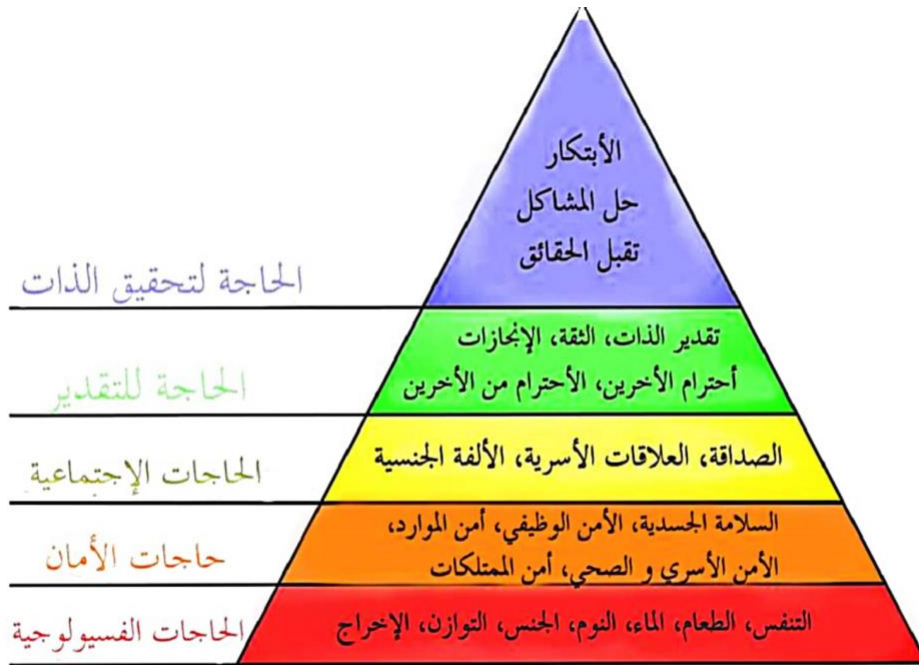 الأبتكار
حل المشاكل
تقبل الحقائق
الحاجة لتحقيق الذات
تقدير الذات، الثقة، الإنجازات
أحترام الأخرين، الأحترام من الأخرين
الحاجة للتقدير
الصداقة، العلاقات الأسرية، الألفة الجنسية
الحاجات الإجتماعية
السلامة الجسدية، الأمن الوظيفي، أمن الموارد،
الأمن الأسري و الصحي، أمن الممتلكات
حاجات الأمان
التنفس، الطعام، الماء، النوم، الجنس، التوازن، الإخراج
الحاجات الفسيولوجية